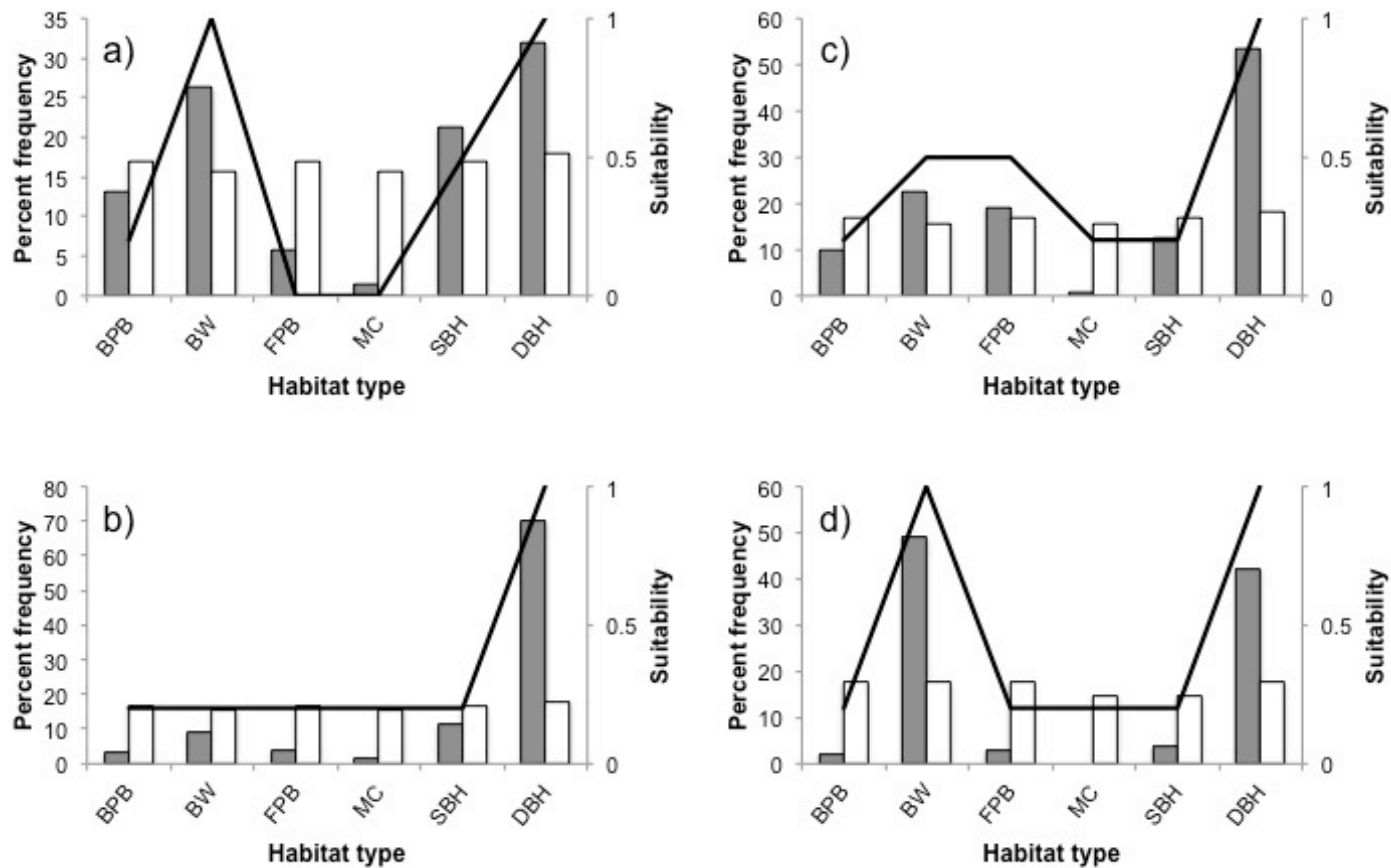 a)
Percent frequency
35
30
25
20
15
10
5
0
1
0.5
0
Suitability
BPB BW FPB MC SBH DBH
Habitat type
c)
Percent frequency
60
50
40
30
20
10
0
1
0.5
0
Suitability
BPB BW FPB MC SBH DBH
Habitat type
b)
Percent frequency
80
70
60
50
40
30
20
10
0
1
0.5
0
Suitability
BPB BW FPB MC SBH DBH
Habitat type
d)
Percent frequency
60
50
40
30
20
10
0
1
0.5
0
Suitability
BPB BW FPB MC SBH DBH
Habitat type